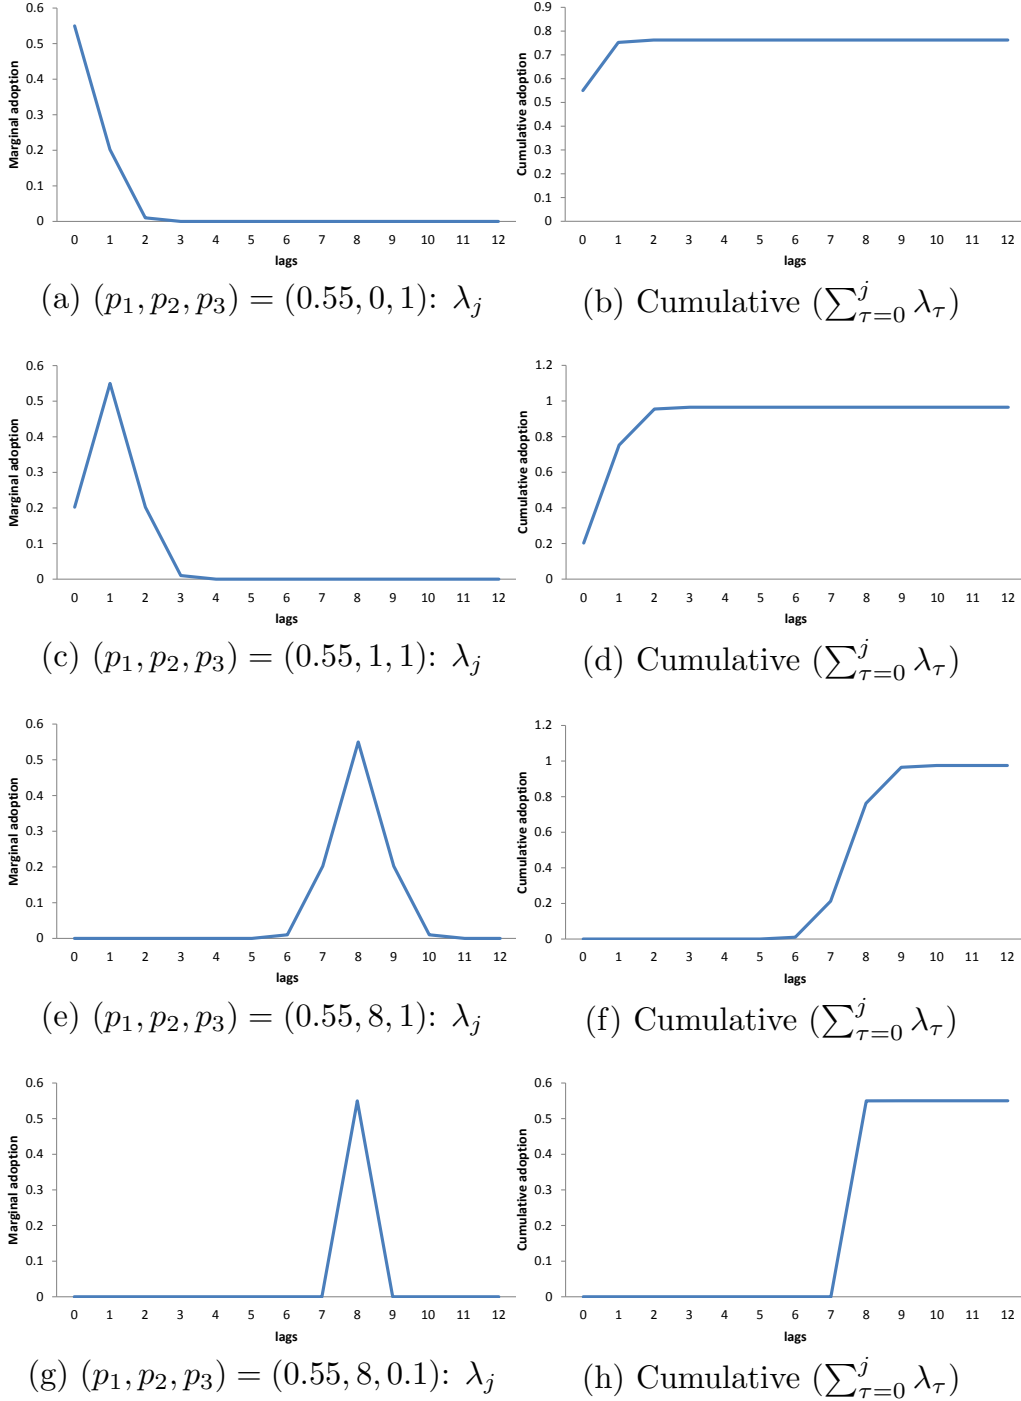 0.6
0.5
0.4
0.3
0.2
0.1
0
Marginal adoption
0 1 2 3 4 5 6 7 8 9 10 11 12
lags
(a) (p₁, p₂, p₃) = (0.55, 0, 1): λⱼ
0.9
0.8
0.7
0.6
0.5
0.4
0.3
0.2
0.1
0
Cumulative adoption
0 1 2 3 4 5 6 7 8 9 10 11 12
lags
(b) Cumulative (∑_{τ=0}^{j} λ_τ)
0.6
0.5
0.4
0.3
0.2
0.1
0
Marginal adoption
0 1 2 3 4 5 6 7 8 9 10 11 12
lags
(c) (p₁, p₂, p₃) = (0.55, 1, 1): λⱼ
1.2
1
0.8
0.6
0.4
0.2
0
Cumulative adoption
0 1 2 3 4 5 6 7 8 9 10 11 12
lags
(d) Cumulative (∑_{τ=0}^{j} λ_τ)
0.6
0.5
0.4
0.3
0.2
0.1
0
Marginal adoption
0 1 2 3 4 5 6 7 8 9 10 11 12
lags
(e) (p₁, p₂, p₃) = (0.55, 8, 1): λⱼ
1.2
1
0.8
0.6
0.4
0.2
0
Cumulative adoption
0 1 2 3 4 5 6 7 8 9 10 11 12
lags
(f) Cumulative (∑_{τ=0}^{j} λ_τ)
0.6
0.5
0.4
0.3
0.2
0.1
0
Marginal adoption
0 1 2 3 4 5 6 7 8 9 10 11 12
lags
(g) (p₁, p₂, p₃) = (0.55, 8, 0.1): λⱼ
0.6
0.5
0.4
0.3
0.2
0.1
0
Cumulative adoption
0 1 2 3 4 5 6 7 8 9 10 11 12
lags
(h) Cumulative (∑_{τ=0}^{j} λ_τ)